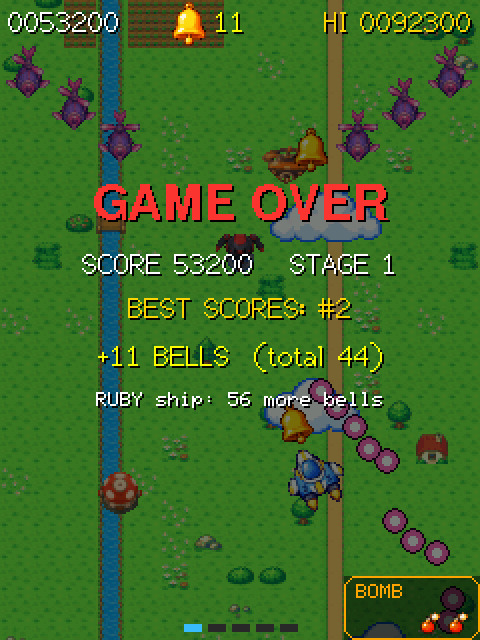 0053200 11 HI 0092300
GAME OVER
SCORE 53200 STAGE 1
BEST SCORES: #2
+11 BELLS (total 44)
RUBY ship: 56 more bells
BOMB